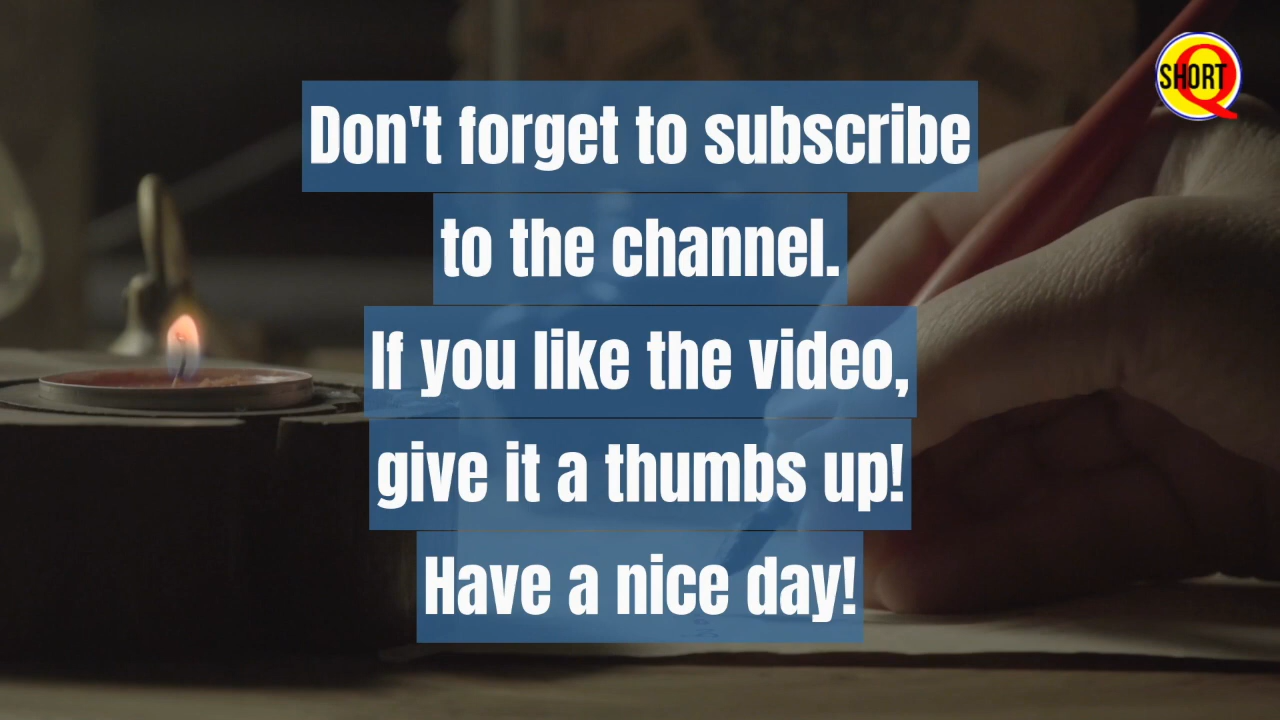 SHORT Q
Don't forget to subscribe
to the channel.
If you like the video,
give it a thumbs up!
Have a nice day!